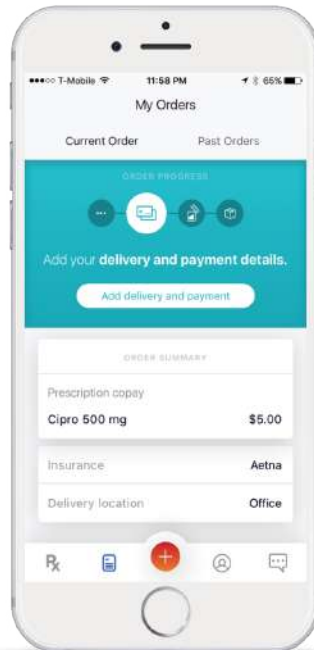 T-Mobile 11:58 PM 65%
My Orders
Current Order Past Orders
ORDER PROGRESS
Add your delivery and payment details.
Add delivery and payment
ORDER SUMMARY
Prescription copay
Cipro 500 mg $5.00
Insurance Aetna
Delivery location Office
Rx